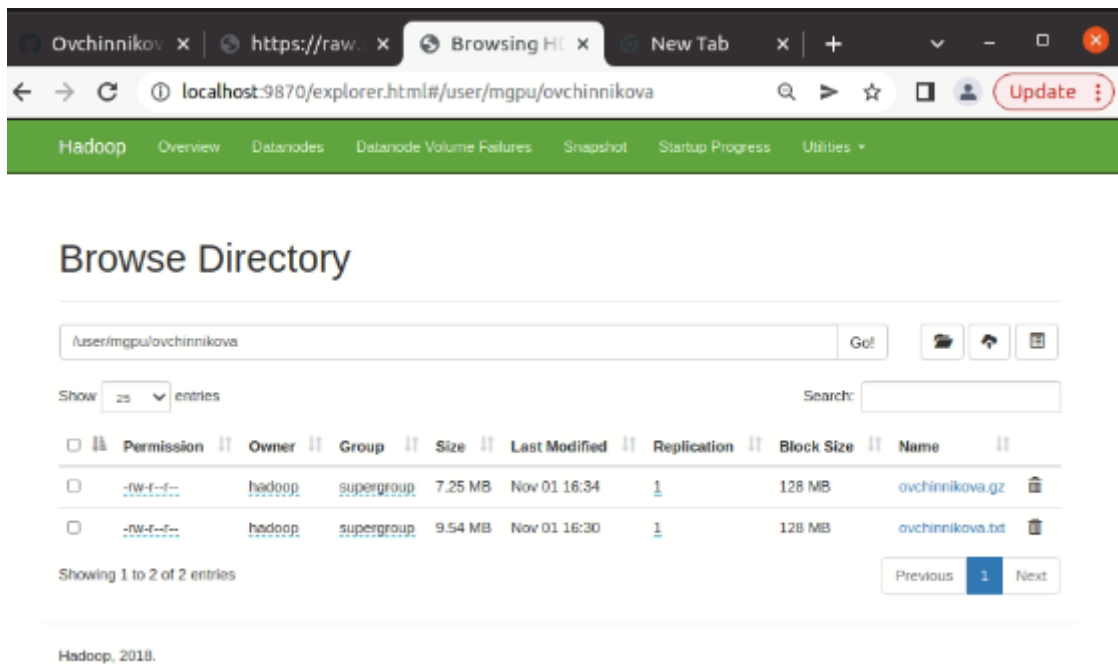 Ovchinnikov https://raw. Browsing HD New Tab
localhost:9870/explorer.html#/user/mgpu/ovchinnikova Update
Hadoop Overview Datanodes Datanode Volume Failures Snapshot Startup Progress Utilities
Browse Directory
/user/mgpu/ovchinnikova Go!
Show 25 entries Search:
Permission Owner Group Size Last Modified Replication Block Size Name
-rw-r--r-- hadoop supergroup 7.25 MB Nov 01 16:34 1 128 MB ovchinnikova.gz
-rw-r--r-- hadoop supergroup 9.54 MB Nov 01 16:30 1 128 MB ovchinnikova.txt
Showing 1 to 2 of 2 entries Previous 1 Next
Hadoop, 2018.